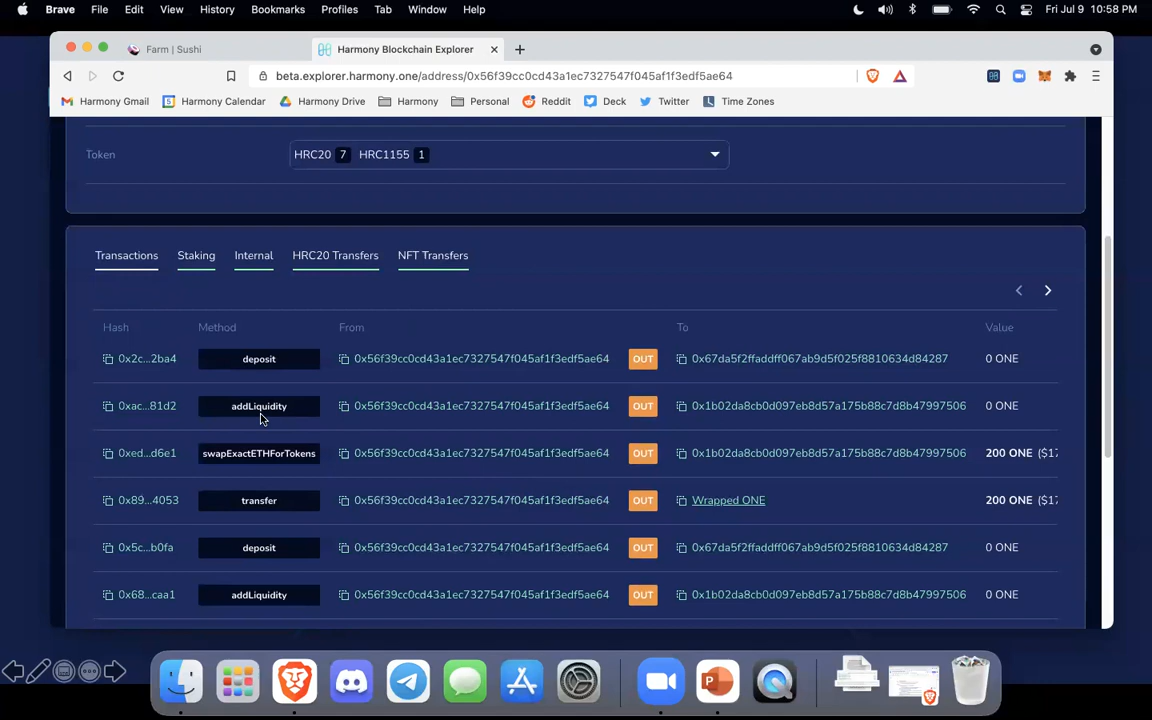 Brave File Edit View History Bookmarks Profiles Tab Window Help Fri Jul 9 10:58 PM
Farm | Sushi Harmony Blockchain Explorer
beta.explorer.harmony.one/address/0x56f39cc0cd43a1ec7327547f045af1f3edf5ae64
Harmony Gmail Harmony Calendar Harmony Drive Harmony Personal Reddit Deck Twitter Time Zones
Token HRC20 7 HRC1155 1
Transactions Staking Internal HRC20 Transfers NFT Transfers
Hash Method From To Value
0x2c...2ba4 deposit 0x56f39cc0cd43a1ec7327547f045af1f3edf5ae64 OUT 0x67da5f2ffaddff067ab9d5f025f8810634d84287 0 ONE
0xac...81d2 addLiquidity 0x56f39cc0cd43a1ec7327547f045af1f3edf5ae64 OUT 0x1b02da8cb0d097eb8d57a175b88c7d8b47997506 0 ONE
0xed...d6e1 swapExactETHForTokens 0x56f39cc0cd43a1ec7327547f045af1f3edf5ae64 OUT 0x1b02da8cb0d097eb8d57a175b88c7d8b47997506 200 ONE ($17
0x89...4053 transfer 0x56f39cc0cd43a1ec7327547f045af1f3edf5ae64 OUT Wrapped ONE 200 ONE ($17
0x5c...b0fa deposit 0x56f39cc0cd43a1ec7327547f045af1f3edf5ae64 OUT 0x67da5f2ffaddff067ab9d5f025f8810634d84287 0 ONE
0x68...caa1 addLiquidity 0x56f39cc0cd43a1ec7327547f045af1f3edf5ae64 OUT 0x1b02da8cb0d097eb8d57a175b88c7d8b47997506 0 ONE